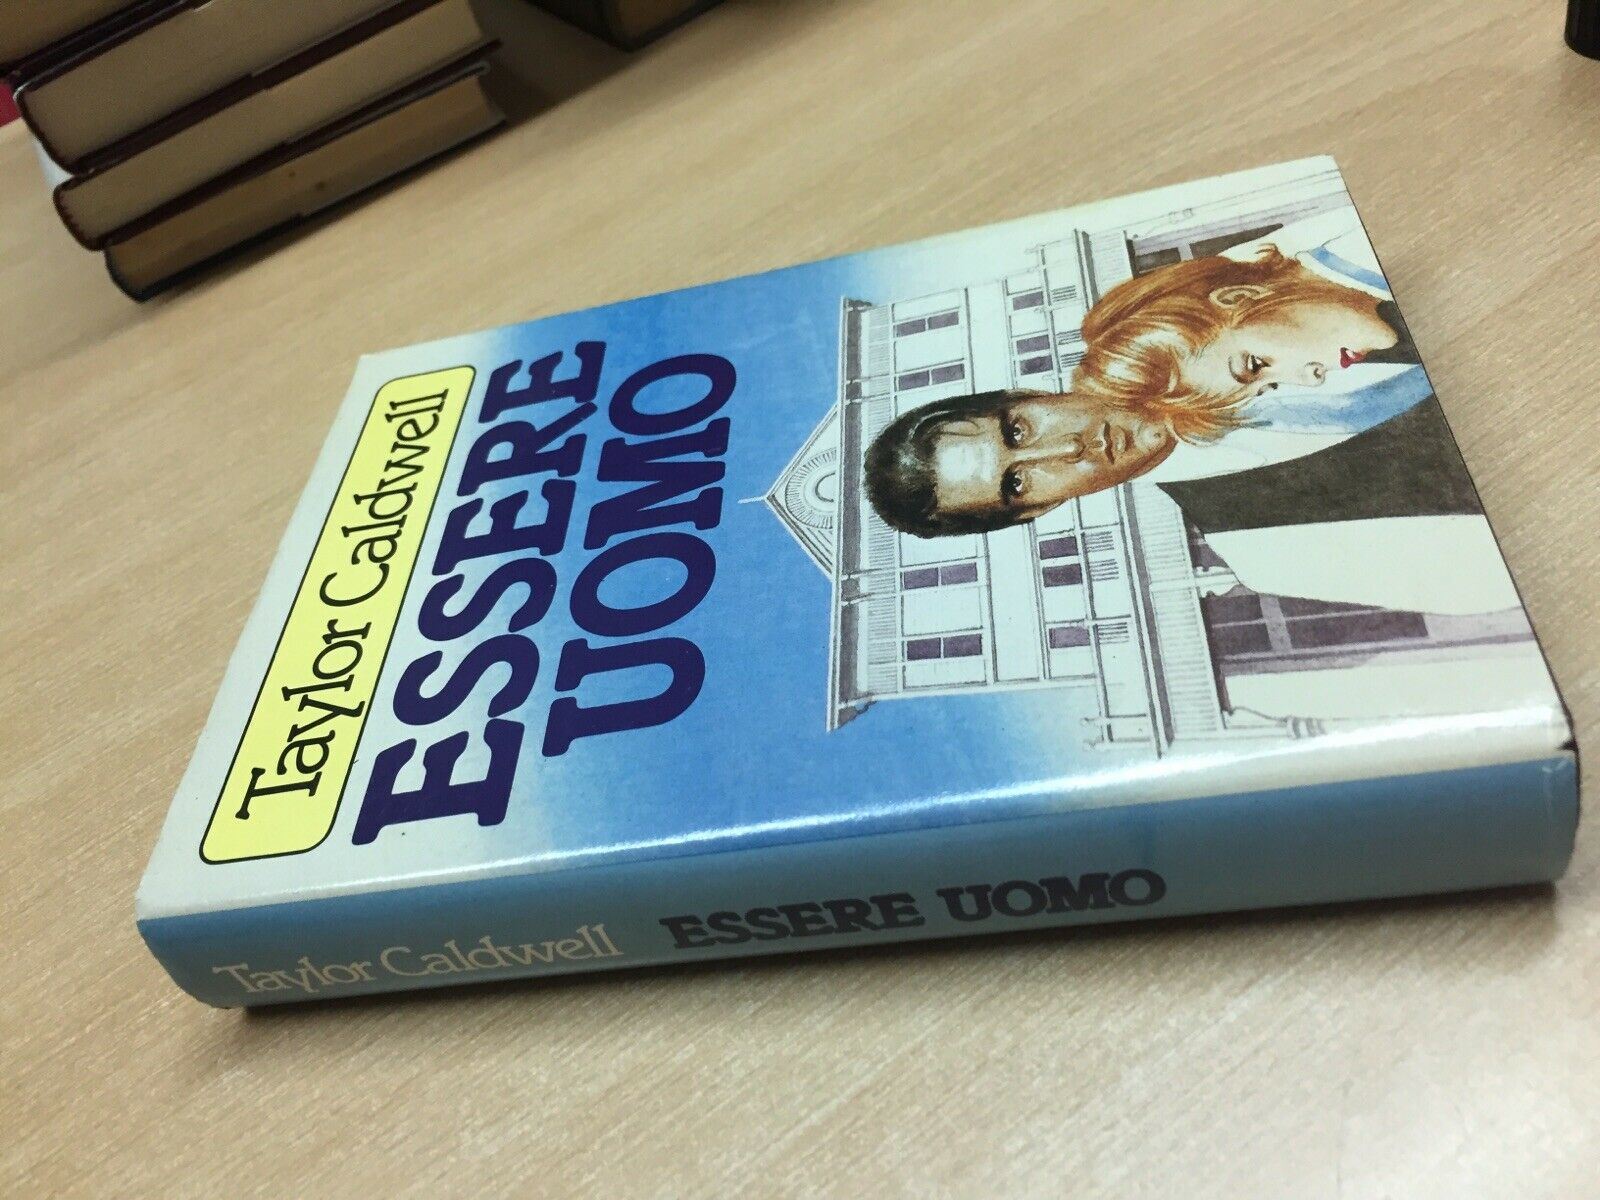 Taylor Caldwell
ESSERE
UOMO
Taylor Caldwell ESSERE UOMO